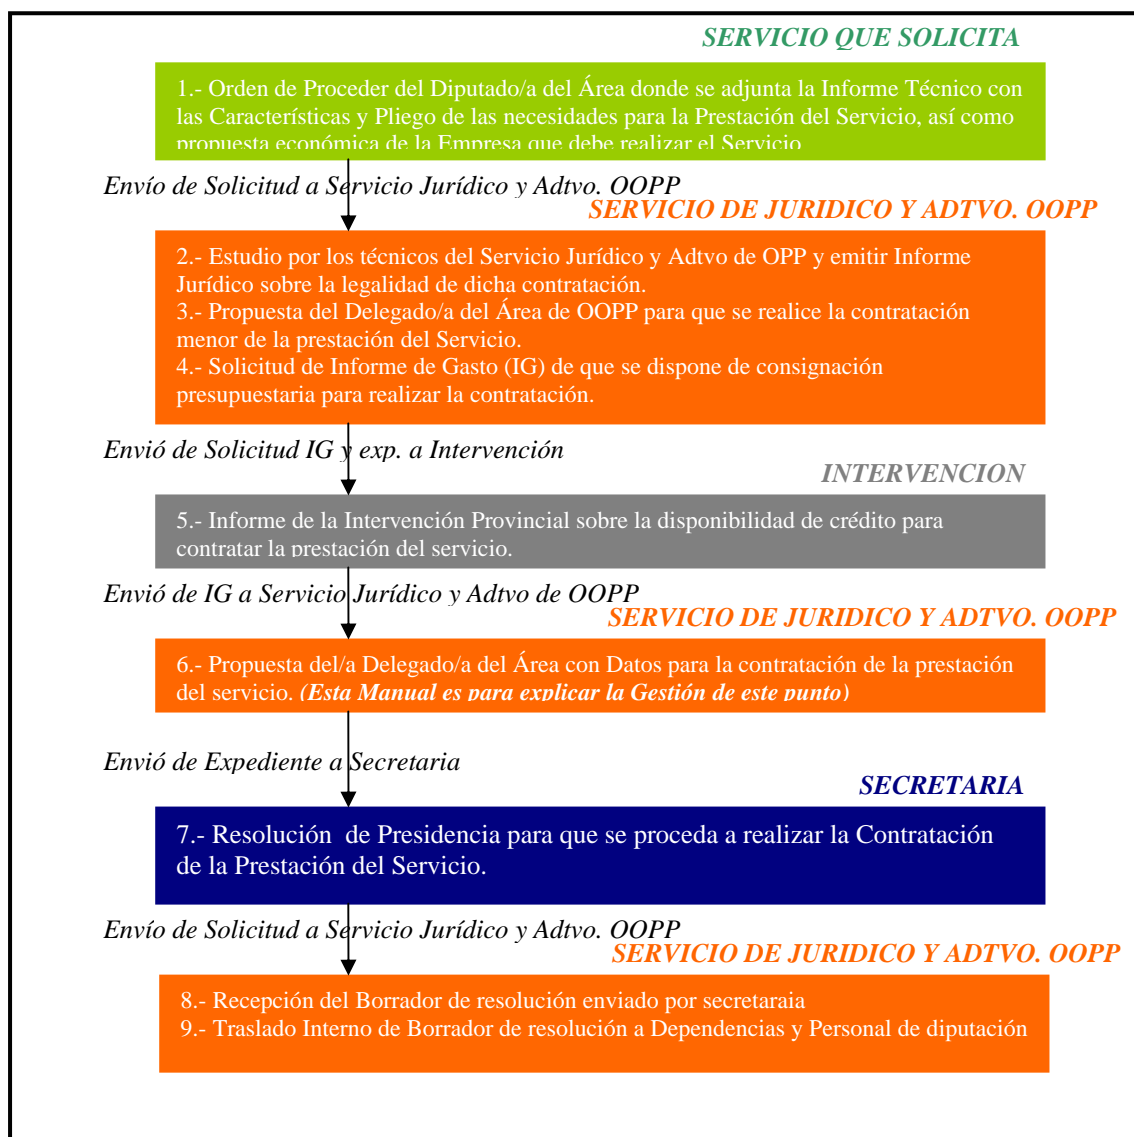 SERVICIO QUE SOLICITA
1.- Orden de Proceder del Diputado/a del Área donde se adjunta la Informe Técnico con
las Características y Pliego de las necesidades para la Prestación del Servicio, así como
propuesta económica de la Empresa que debe realizar el Servicio
Envío de Solicitud a Servicio Jurídico y Adtvo. OOPP
SERVICIO DE JURIDICO Y ADTVO. OOPP
2.- Estudio por los técnicos del Servicio Jurídico y Adtvo de OPP y emitir Informe
Jurídico sobre la legalidad de dicha contratación.
3.- Propuesta del Delegado/a del Área de OOPP para que se realice la contratación
menor de la prestación del Servicio.
4.- Solicitud de Informe de Gasto (IG) de que se dispone de consignación
presupuestaria para realizar la contratación.
Envió de Solicitud IG y exp. a Intervención
INTERVENCION
5.- Informe de la Intervención Provincial sobre la disponibilidad de crédito para
contratar la prestación del servicio.
Envió de IG a Servicio Jurídico y Adtvo de OOPP
SERVICIO DE JURIDICO Y ADTVO. OOPP
6.- Propuesta del/a Delegado/a del Área con Datos para la contratación de la prestación
del servicio. (Esta Manual es para explicar la Gestión de este punto)
Envió de Expediente a Secretaria
SECRETARIA
7.- Resolución de Presidencia para que se proceda a realizar la Contratación
de la Prestación del Servicio.
Envío de Solicitud a Servicio Jurídico y Adtvo. OOPP
SERVICIO DE JURIDICO Y ADTVO. OOPP
8.- Recepción del Borrador de resolución enviado por secretaraia
9.- Traslado Interno de Borrador de resolución a Dependencias y Personal de diputación